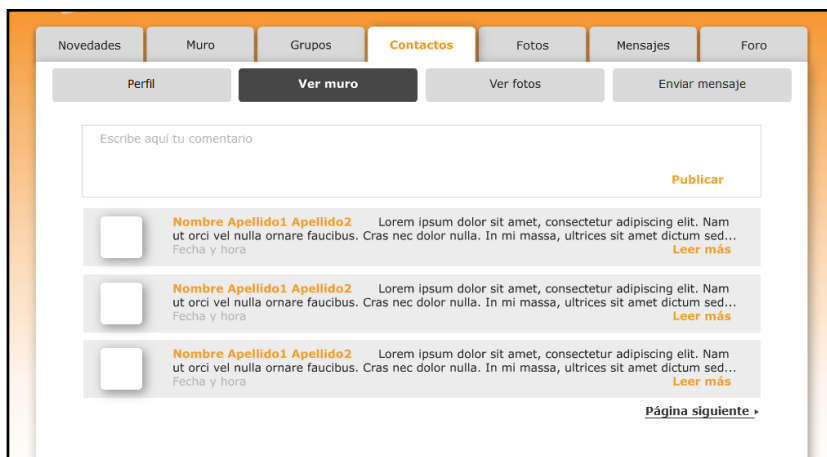 Novedades Muro Grupos Contactos Fotos Mensajes Foro
Perfil Ver muro Ver fotos Enviar mensaje
Escribe aquí tu comentario
Publicar
Nombre Apellido1 Apellido2 Lorem ipsum dolor sit amet, consectetur adipiscing elit. Nam
ut orci vel nulla ornare faucibus. Cras nec dolor nulla. In mi massa, ultrices sit amet dictum sed...
Fecha y hora Leer más
Nombre Apellido1 Apellido2 Lorem ipsum dolor sit amet, consectetur adipiscing elit. Nam
ut orci vel nulla ornare faucibus. Cras nec dolor nulla. In mi massa, ultrices sit amet dictum sed...
Fecha y hora Leer más
Nombre Apellido1 Apellido2 Lorem ipsum dolor sit amet, consectetur adipiscing elit. Nam
ut orci vel nulla ornare faucibus. Cras nec dolor nulla. In mi massa, ultrices sit amet dictum sed...
Fecha y hora Leer más
Página siguiente